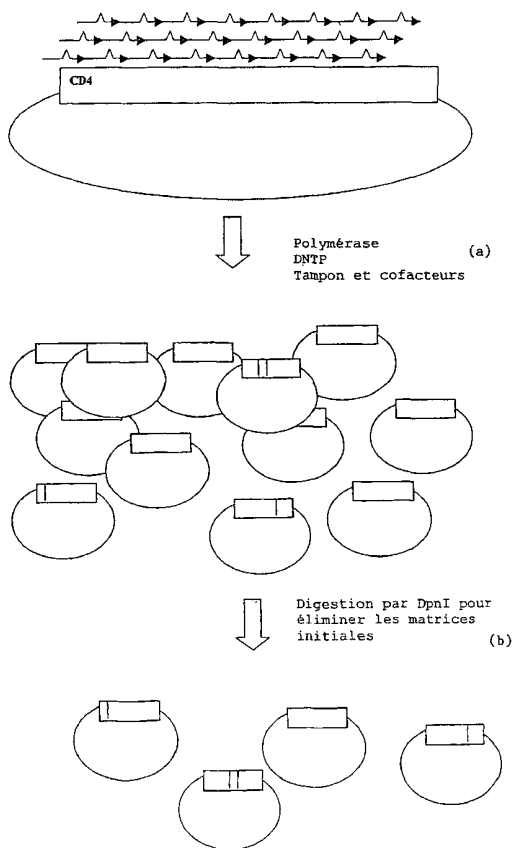 CD4
Polymérase
DNTP
Tampon et cofacteurs
(a)
Digestion par DpnI pour
éliminer les matrices
initiales
(b)